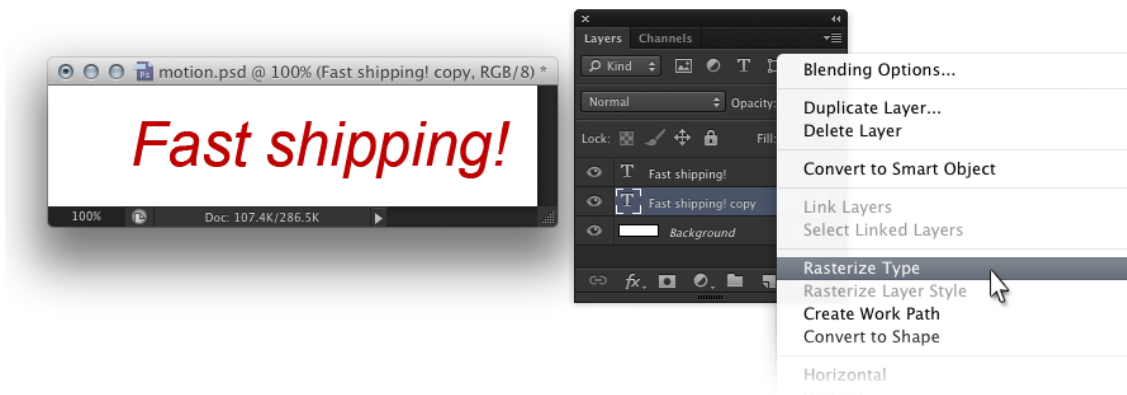 motion.psd @ 100% (Fast shipping! copy, RGB/8) *
Fast shipping!
100%
Doc: 107.4K/286.5K
Layers Channels
Kind
Normal
Opacity:
Lock:
Fill:
Fast shipping!
Fast shipping! copy
Background
fx
Blending Options...
Duplicate Layer...
Delete Layer
Convert to Smart Object
Link Layers
Select Linked Layers
Rasterize Type
Rasterize Layer Style
Create Work Path
Convert to Shape
Horizontal